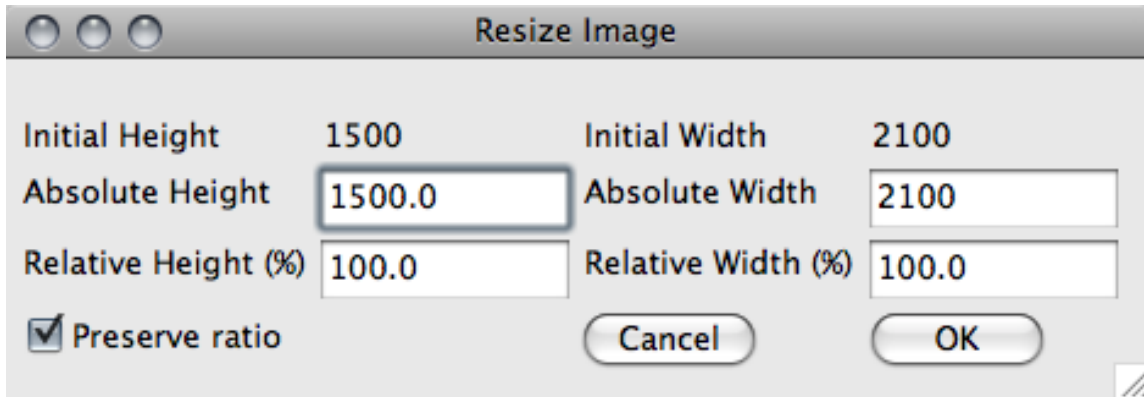 Resize Image
Initial Height 1500 Initial Width 2100
Absolute Height 1500.0 Absolute Width 2100
Relative Height (%) 100.0 Relative Width (%) 100.0
Preserve ratio Cancel OK